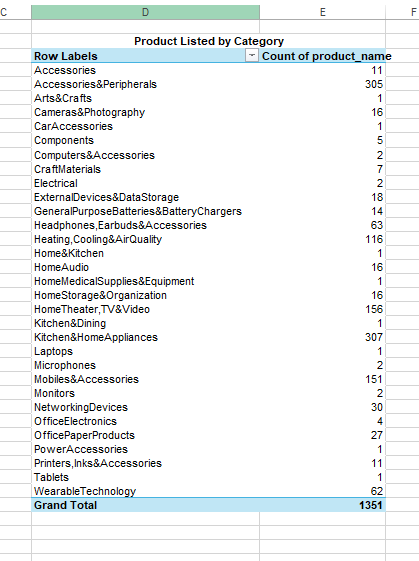 C D E F
Product Listed by Category
Row Labels Count of product_name
Accessories 11
Accessories&Peripherals 305
Arts&Crafts 1
Cameras&Photography 16
CarAccessories 1
Components 5
Computers&Accessories 2
CraftMaterials 7
Electrical 2
ExternalDevices&DataStorage 18
GeneralPurposeBatteries&BatteryChargers 14
Headphones,Earbuds&Accessories 63
Heating,Cooling&AirQuality 116
Home&Kitchen 1
HomeAudio 16
HomeMedicalSupplies&Equipment 1
HomeStorage&Organization 16
HomeTheater,TV&Video 156
Kitchen&Dining 1
Kitchen&HomeAppliances 307
Laptops 1
Microphones 2
Mobiles&Accessories 151
Monitors 2
NetworkingDevices 30
OfficeElectronics 4
OfficePaperProducts 27
PowerAccessories 1
Printers,Inks&Accessories 11
Tablets 1
WearableTechnology 62
Grand Total 1351